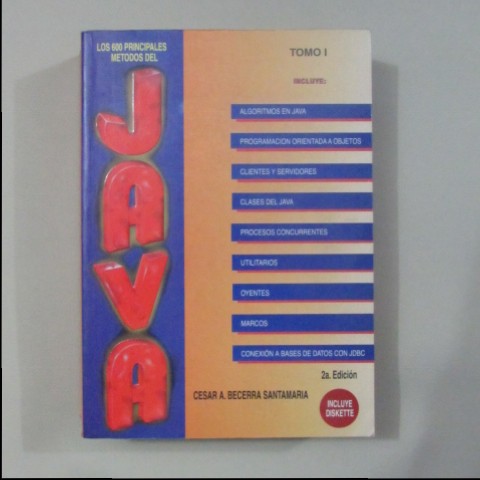 LOS 600 PRINCIPALES
METODOS DEL
JAVA
TOMO I
INCLUYE:
ALGORITMOS EN JAVA
PROGRAMACION ORIENTADA A OBJETOS
CLIENTES Y SERVIDORES
CLASES DEL JAVA
PROCESOS CONCURRENTES
UTILITARIOS
OYENTES
MARCOS
CONEXIÓN A BASES DE DATOS CON JDBC
2a. Edición
CESAR A. BECERRA SANTAMARIA
INCLUYE
DISKETTE